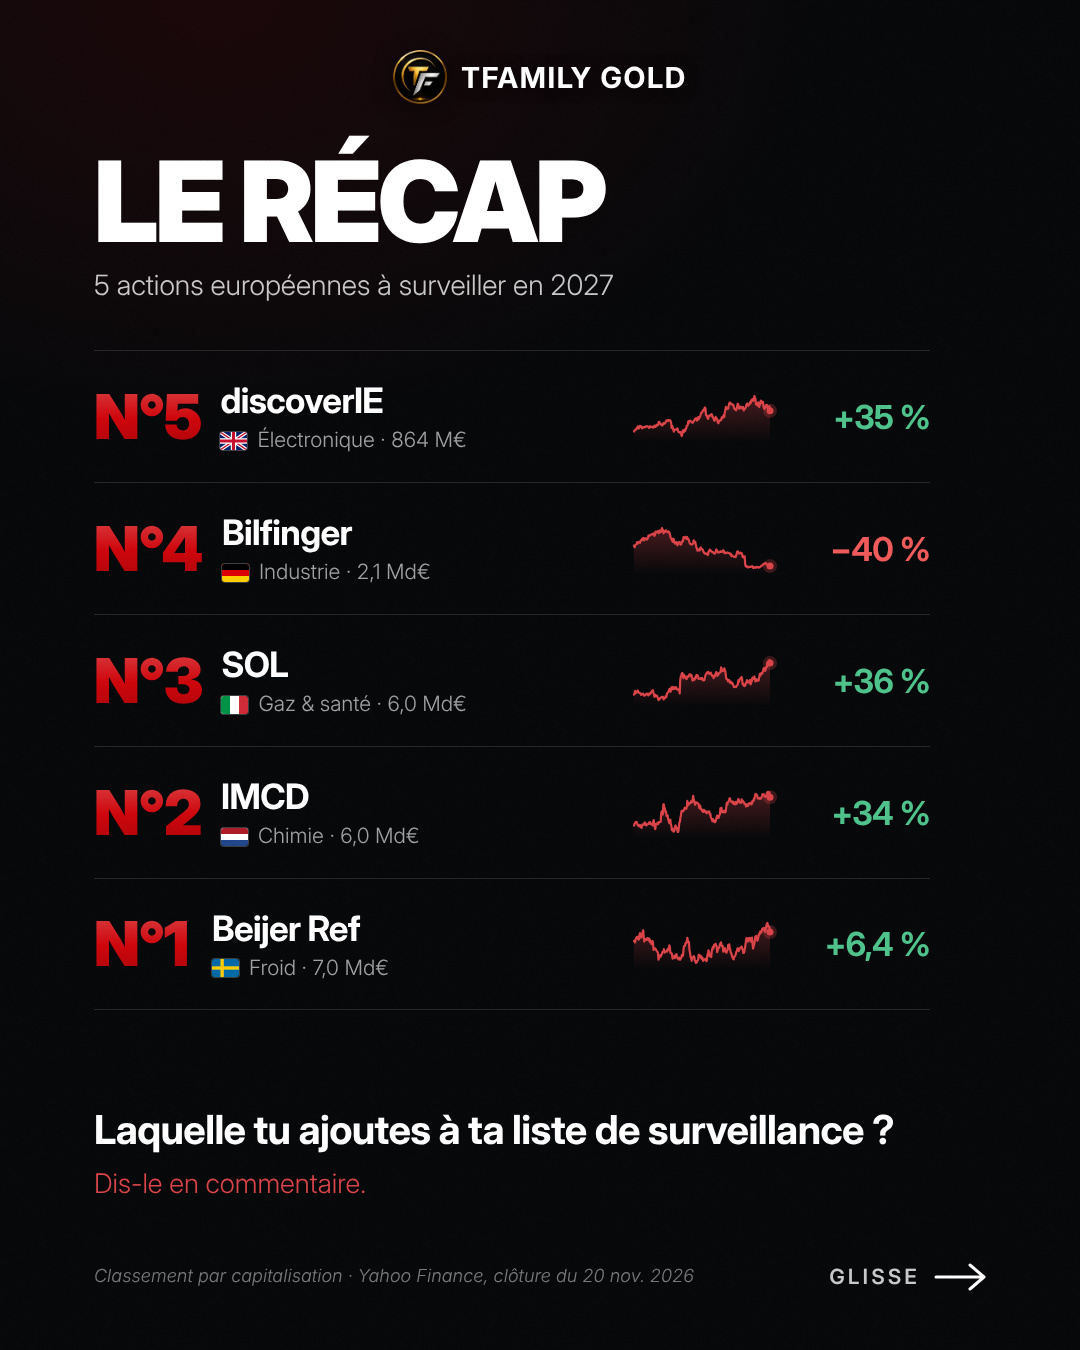 TF
TFAMILY GOLD
LE RÉCAP
5 actions européennes à surveiller en 2027
N°5
discoverIE
Électronique · 864 M€
+35 %
N°4
Bilfinger
Industrie · 2,1 Md€
−40 %
N°3
SOL
Gaz & santé · 6,0 Md€
+36 %
N°2
IMCD
Chimie · 6,0 Md€
+34 %
N°1
Beijer Ref
Froid · 7,0 Md€
+6,4 %
Laquelle tu ajoutes à ta liste de surveillance ?
Dis-le en commentaire.
Classement par capitalisation · Yahoo Finance, clôture du 20 nov. 2026
GLISSE